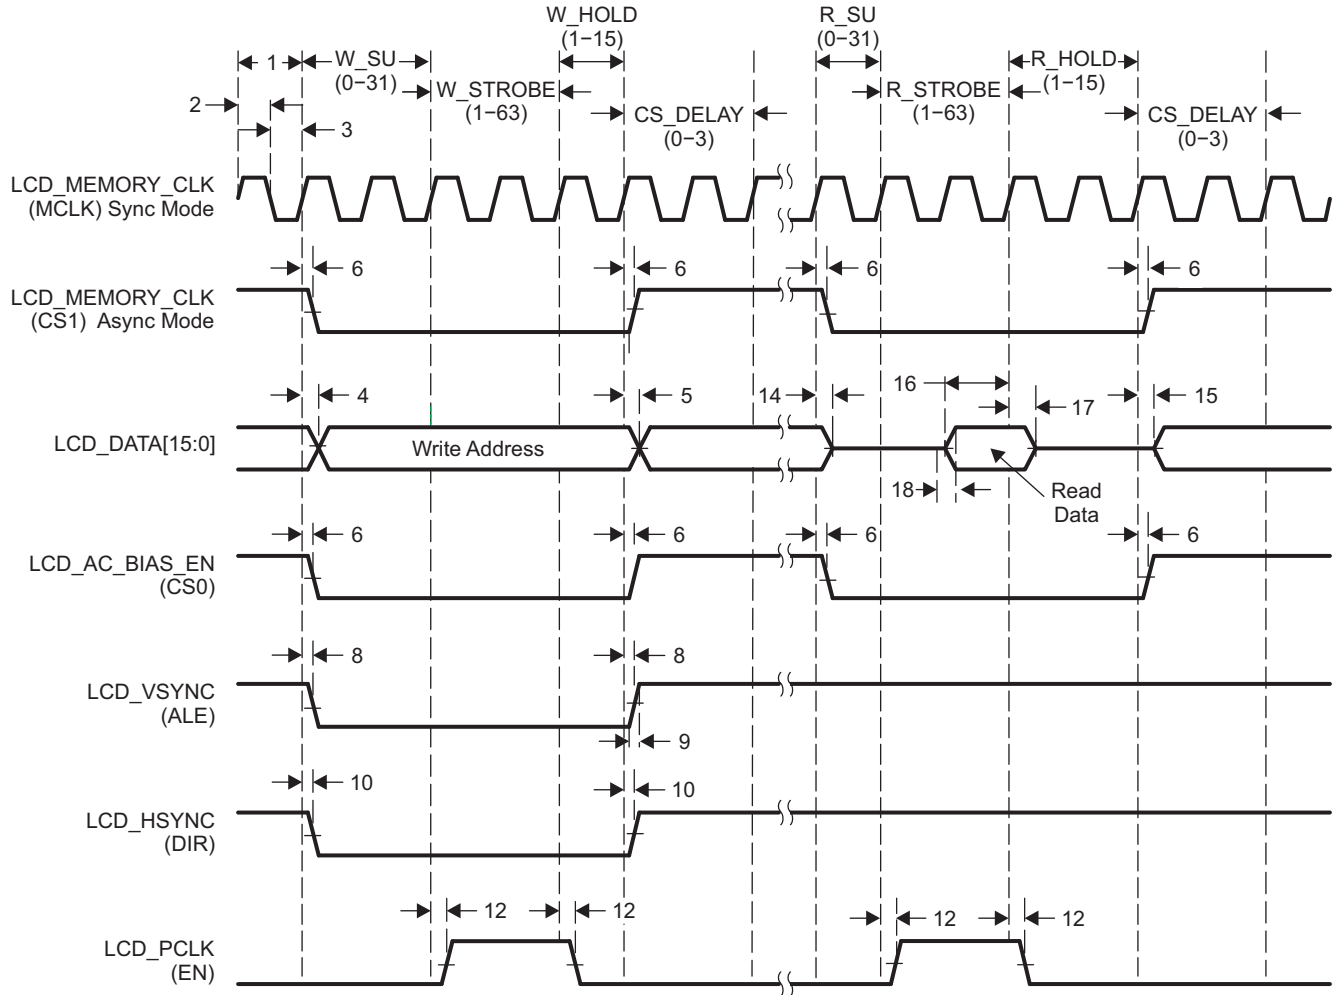 W_HOLD
(1−15)
R_SU
(0−31)
1
W_SU
(0−31)
R_HOLD
(1−15)
2
W_STROBE
(1−63)
R_STROBE
(1−63)
CS_DELAY
(0−3)
CS_DELAY
(0−3)
3
LCD_MEMORY_CLK
(MCLK) Sync Mode
6
6
6
6
LCD_MEMORY_CLK
(CS1) Async Mode
4
5
14
16
17
15
LCD_DATA[15:0]
Write Address
18
Read
Data
6
6
6
6
LCD_AC_BIAS_EN
(CS0)
8
8
LCD_VSYNC
(ALE)
9
10
10
LCD_HSYNC
(DIR)
12
12
12
12
LCD_PCLK
(EN)